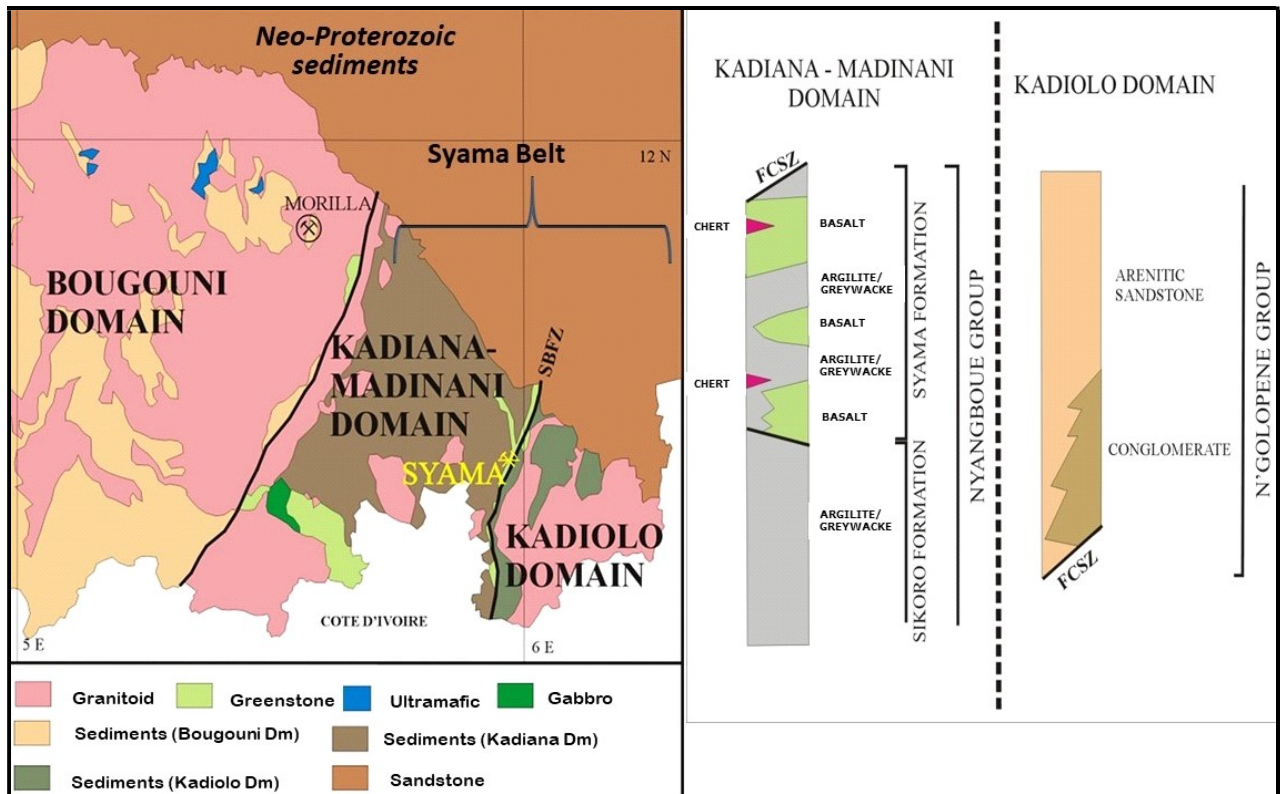 Neo-Proterozoic
sediments
Syama Belt
12 N
MORILLA
BOUGOUNI
DOMAIN
KADIANA-
MADINANI
DOMAIN
SBFZ
SYAMA
KADIOLO
DOMAIN
COTE D'IVOIRE
5 E
6 E
Granitoid
Greenstone
Ultramafic
Gabbro
Sediments (Bougouni Dm)
Sediments (Kadiana Dm)
Sediments (Kadiolo Dm)
Sandstone
KADIANA - MADINANI
DOMAIN
FCSZ
CHERT
BASALT
ARGILITE/
GREYWACKE
BASALT
ARGILITE/
GREYWACKE
CHERT
BASALT
ARGILITE/
GREYWACKE
SYAMA FORMATION
SIKORO FORMATION
NYANGBOUE GROUP
KADIOLO DOMAIN
ARENITIC
SANDSTONE
CONGLOMERATE
FCSZ
N'GOLOPENE GROUP